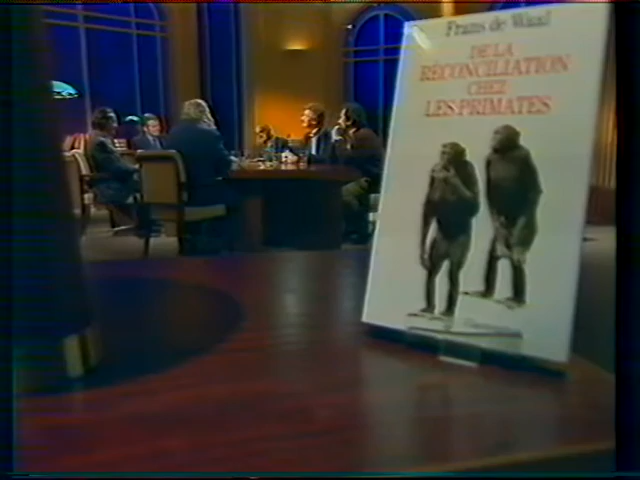 Frans de Waal
DE LA
RÉCONCILIATION
CHEZ
LES PRIMATES